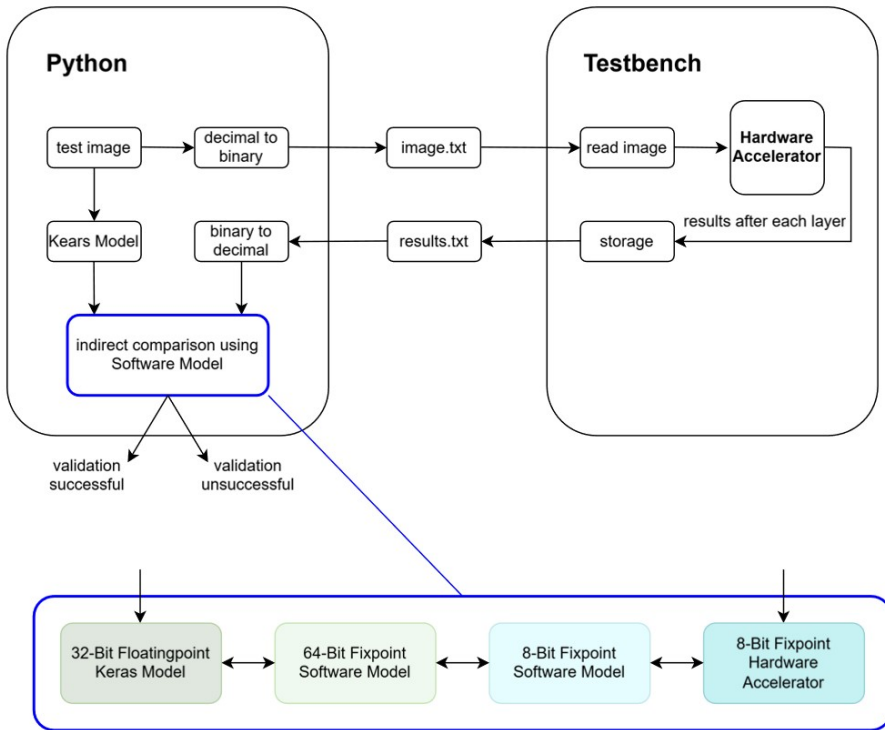 Python
Testbench
test image
decimal to
binary
image.txt
read image
Hardware
Accelerator
Kears Model
binary to
decimal
results.txt
storage
results after each layer
indirect comparison using
Software Model
validation
successful
validation
unsuccessful
32-Bit Floatingpoint
Keras Model
64-Bit Fixpoint
Software Model
8-Bit Fixpoint
Software Model
8-Bit Fixpoint
Hardware
Accelerator